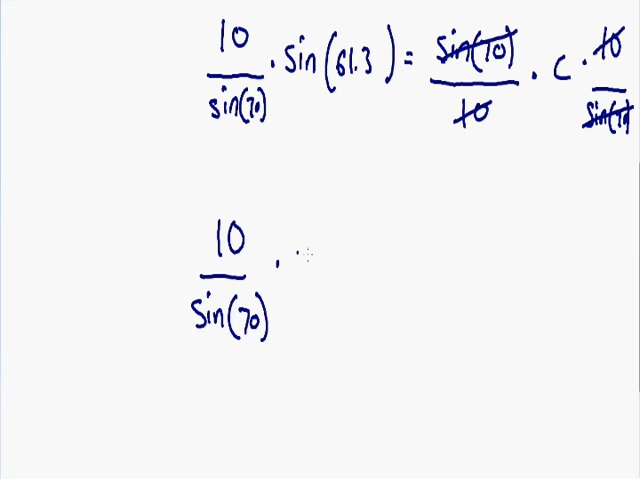 10/sin(70) · sin(61.3) = sin(70)/10 · c · 10/sin(70)
10/sin(70) ·